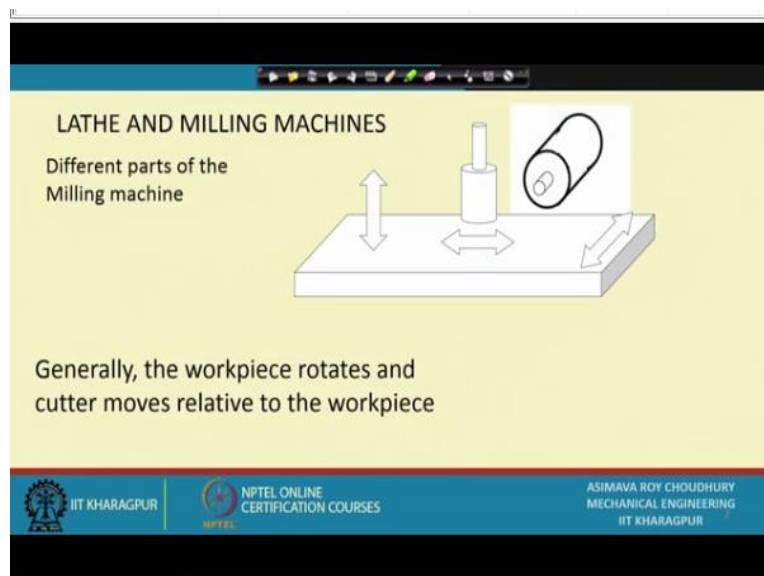 LATHE AND MILLING MACHINES
Different parts of the
Milling machine
Generally, the workpiece rotates and
cutter moves relative to the workpiece
IIT KHARAGPUR
NPTEL
NPTEL ONLINE
CERTIFICATION COURSES
ASIMAVA ROY CHOUDHURY
MECHANICAL ENGINEERING
IIT KHARAGPUR